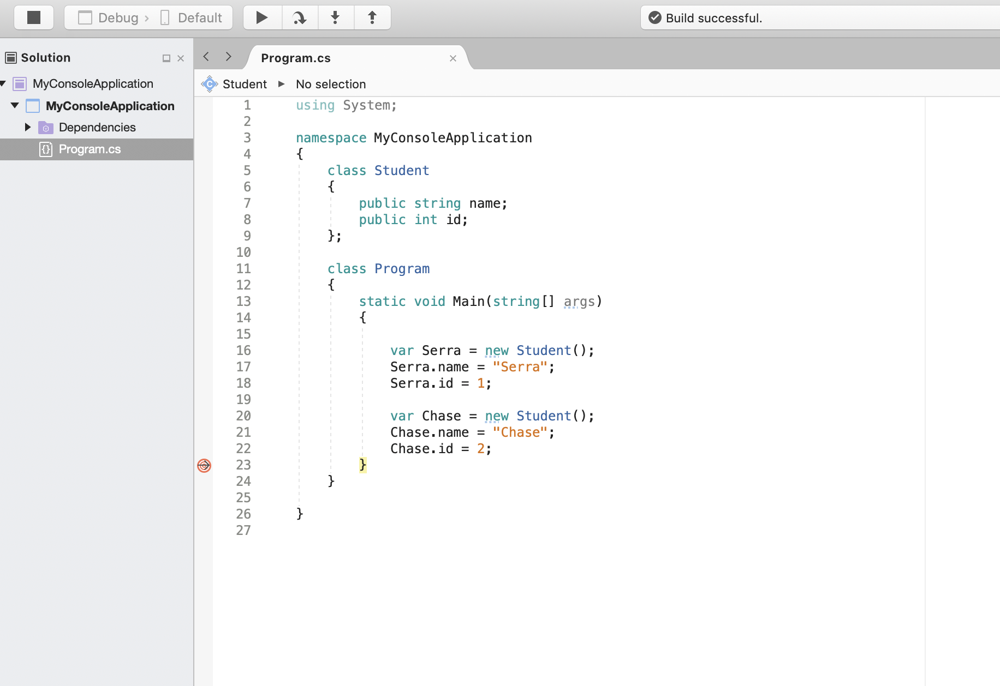 Debug › Default
Build successful.
Solution
Program.cs
MyConsoleApplication
Student ▶ No selection
MyConsoleApplication
Dependencies
Program.cs
1 using System;
2
3 namespace MyConsoleApplication
4 {
5     class Student
6     {
7         public string name;
8         public int id;
9     };
10
11     class Program
12     {
13         static void Main(string[] args)
14         {
15
16             var Serra = new Student();
17             Serra.name = "Serra";
18             Serra.id = 1;
19
20             var Chase = new Student();
21             Chase.name = "Chase";
22             Chase.id = 2;
23         }
24     }
25
26 }
27